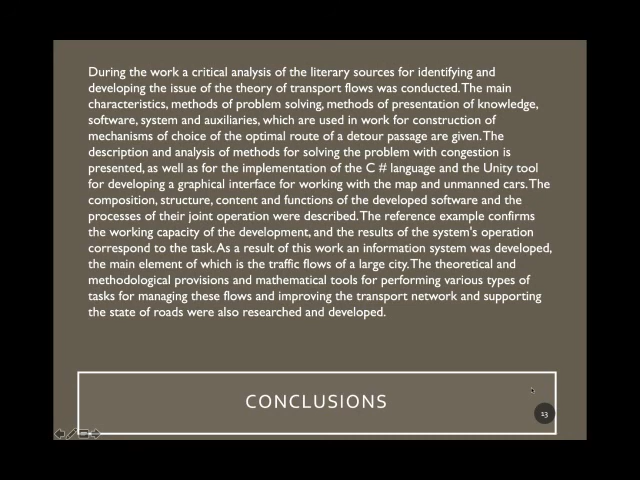 During the work a critical analysis of the literary sources for identifying and
developing the issue of the theory of transport flows was conducted. The main
characteristics, methods of problem solving, methods of presentation of knowledge,
software, system and auxiliaries, which are used in work for construction of
mechanisms of choice of the optimal route of a detour passage are given. The
description and analysis of methods for solving the problem with congestion is
presented, as well as for the implementation of the C # language and the Unity tool
for developing a graphical interface for working with the map and unmanned cars. The
composition, structure, content and functions of the developed software and the
processes of their joint operation were described. The reference example confirms
the working capacity of the development, and the results of the system's operation
correspond to the task. As a result of this work an information system was developed,
the main element of which is the traffic flows of a large city. The theoretical and
methodological provisions and mathematical tools for performing various types of
tasks for managing these flows and improving the transport network and supporting
the state of roads were also researched and developed.
CONCLUSIONS
13